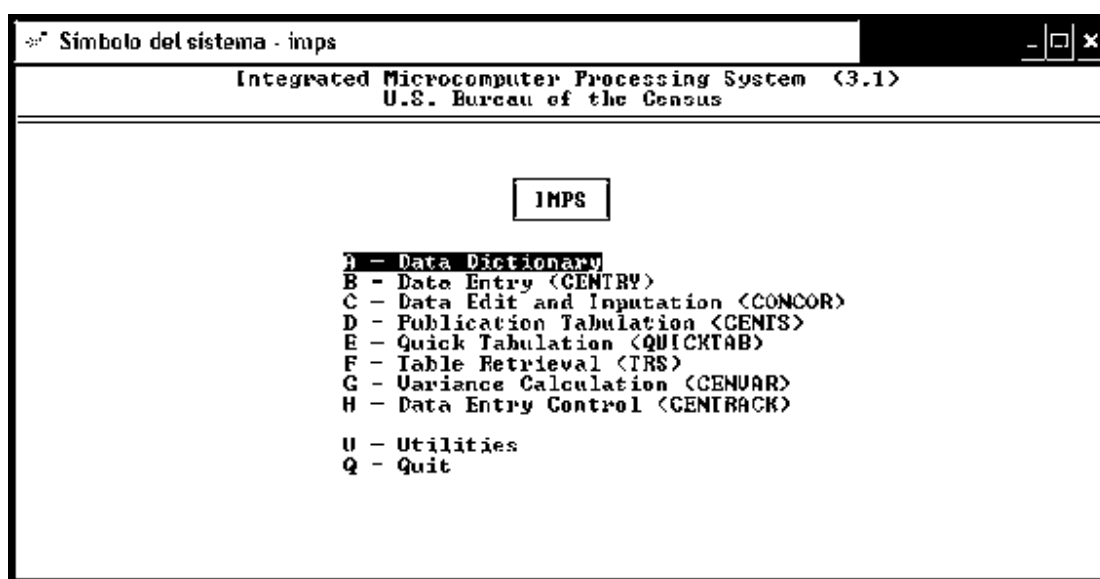 Símbolo del sistema - imps
Integrated Microcomputer Processing System (3.1)
U.S. Bureau of the Census
IMPS
A - Data Dictionary
B - Data Entry (CENTRY)
C - Data Edit and Imputation (CONCOR)
D - Publication Tabulation (CENTS)
E - Quick Tabulation (QUICKTAB)
F - Table Retrieval (TRS)
G - Variance Calculation (CENVAR)
H - Data Entry Control (CENTRACK)
U - Utilities
Q - Quit